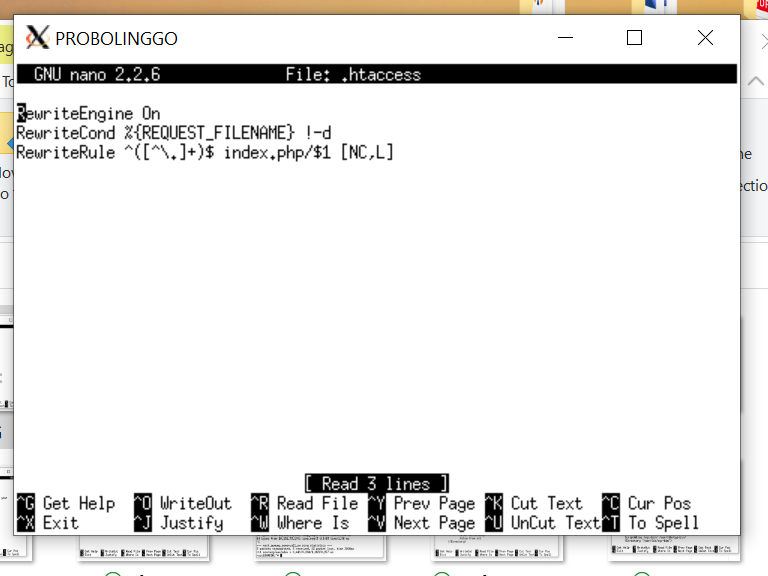 PROBOLINGGO
GNU nano 2.2.6 File: .htaccess
RewriteEngine On
RewriteCond %{REQUEST_FILENAME} !-d
RewriteRule ^([^\.]+)$ index.php/$1 [NC,L]
[ Read 3 lines ]
^G Get Help ^O WriteOut ^R Read File ^Y Prev Page ^K Cut Text ^C Cur Pos
^X Exit ^J Justify ^W Where Is ^V Next Page ^U UnCut Text ^T To Spell